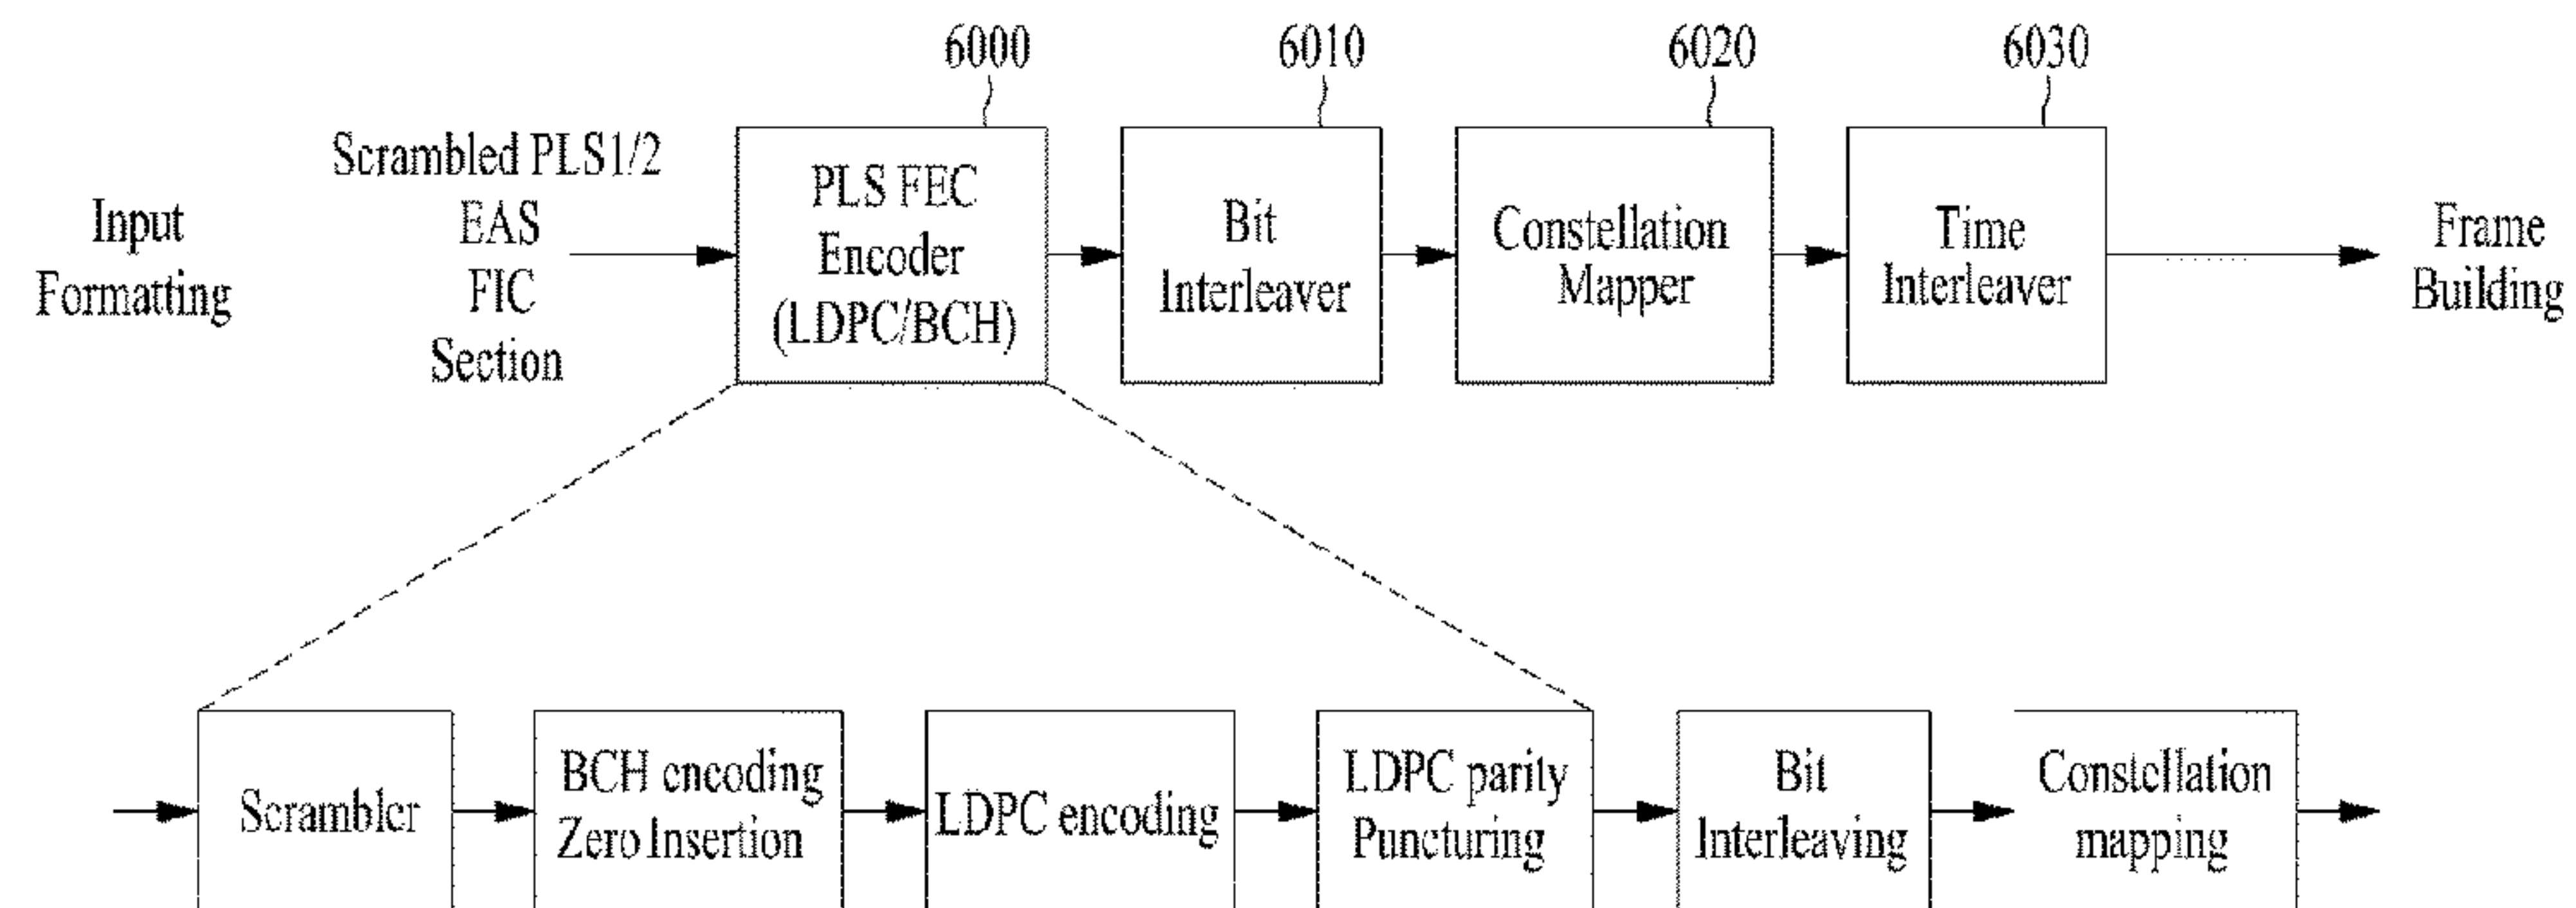 6000
6010
6020
6030
Input
Formatting
Scrambled PLS1/2
EAS
FIC
Section
PLS FEC
Encoder
(LDPC/BCH)
Bit
Interleaver
Constellation
Mapper
Time
Interleaver
Frame
Building
Scrambler
BCH encoding
Zero Insertion
LDPC encoding
LDPC parity
Puncturing
Bit
Interleaving
Constellation
mapping